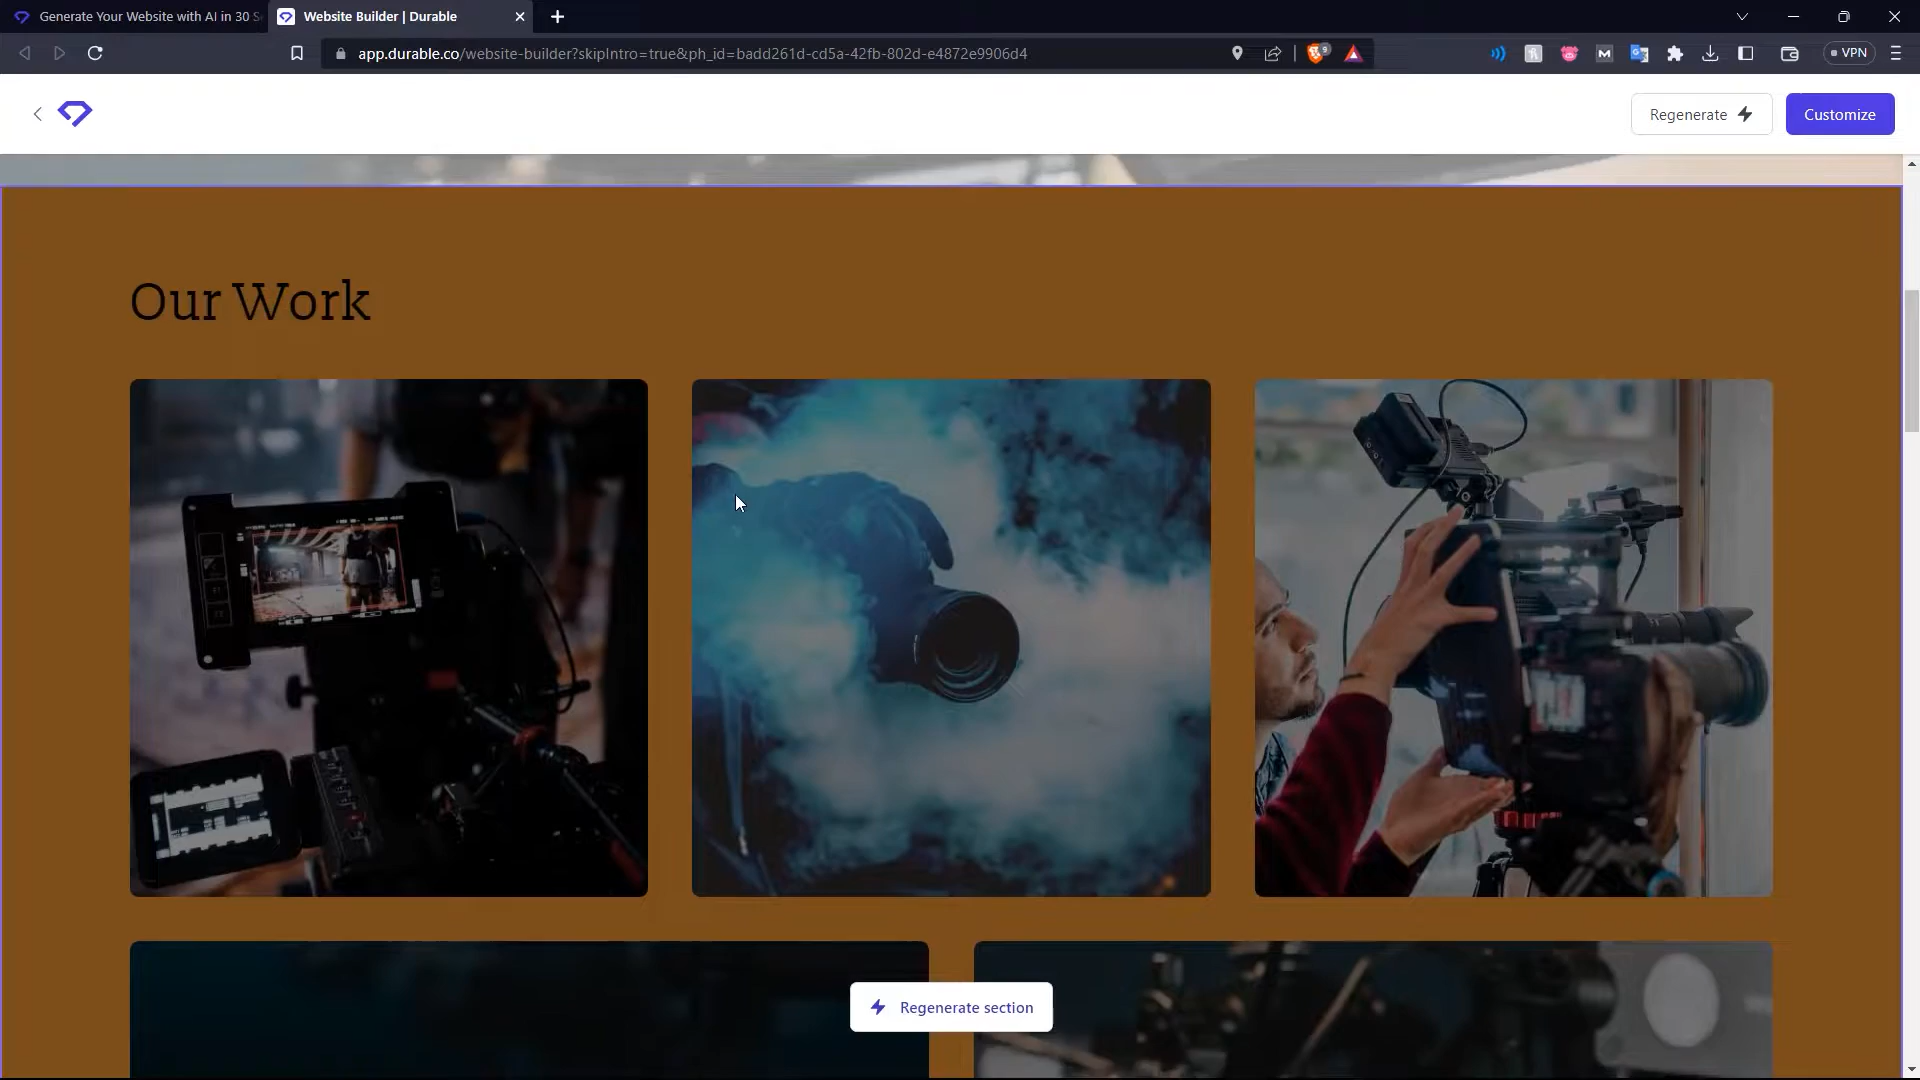 Generate Your Website with AI in 30 S
Website Builder | Durable
app.durable.co/website-builder?skipIntro=true&ph_id=badd261d-cd5a-42fb-802d-e4872e9906d4
9
VPN
Regenerate
Customize
Our Work
Regenerate section